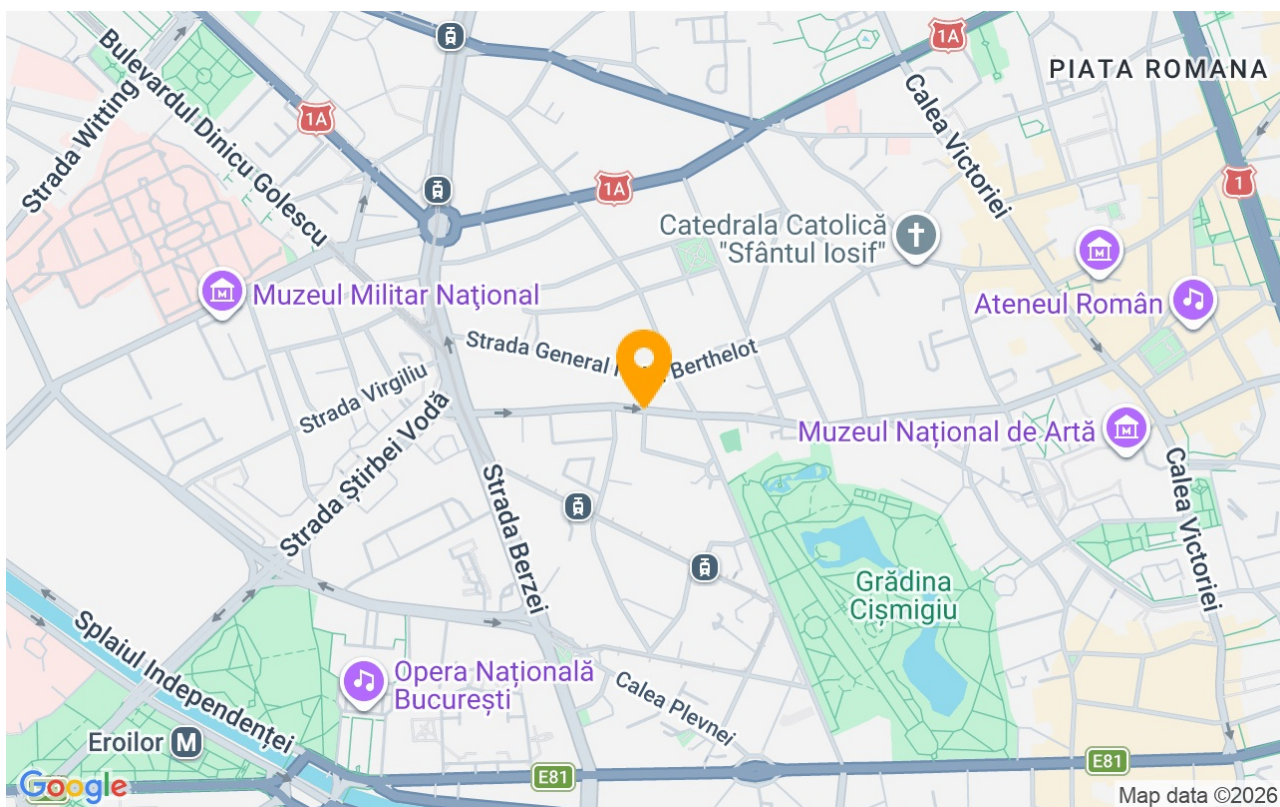 1A
PIATA ROMANA
Bulevardul Dinicu Golescu
Strada Witting
1A
Calea Victoriei
1
1A
Catedrala Catolică
"Sfântul Iosif"
Muzeul Militar Naţional
Ateneul Român
Strada General
Berthelot
Strada Virgiliu
Muzeul Național de Artă
Strada Știrbei Vodă
Strada Berzei
Calea Victoriei
Grădina
Cișmigiu
Splaiul Independenței
Opera Națională
București
Calea Plevnei
Eroilor M
E81
E81
Google
Map data ©2026